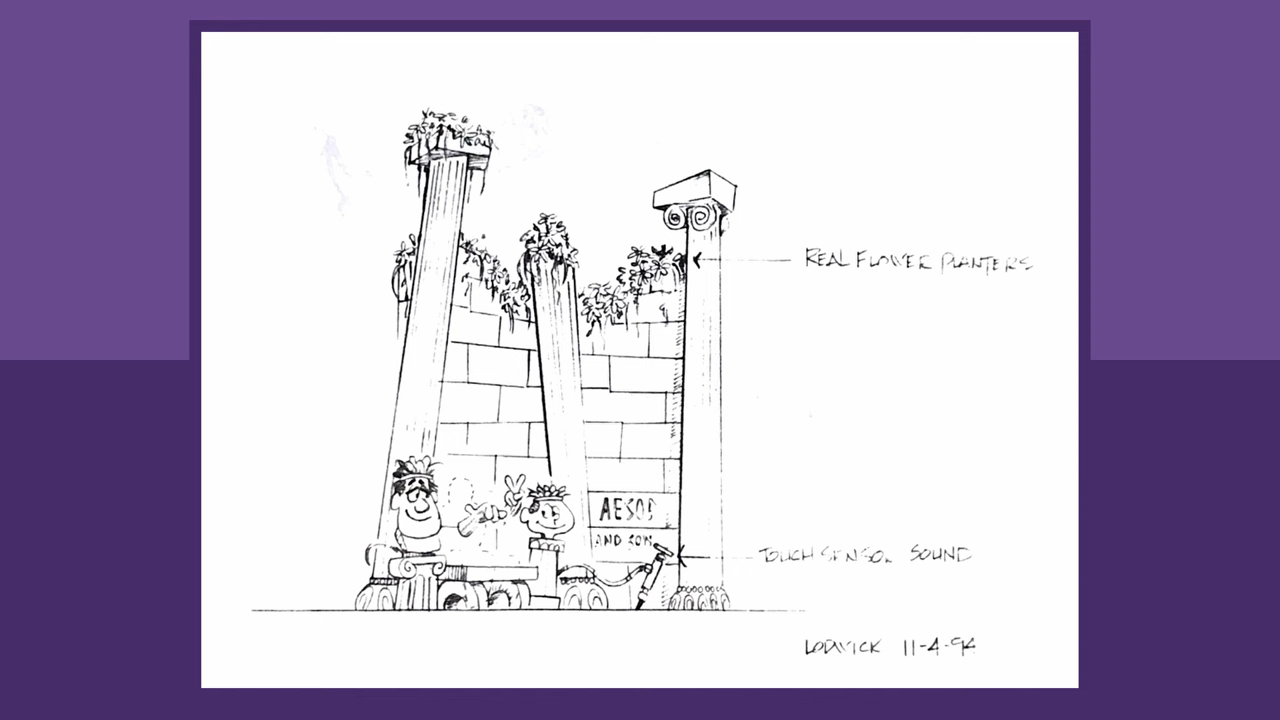 REAL FLOWER PLANTERS
AESOP
AND SON
TOUCH SENSOR SOUND
LODWICK 11-4-94